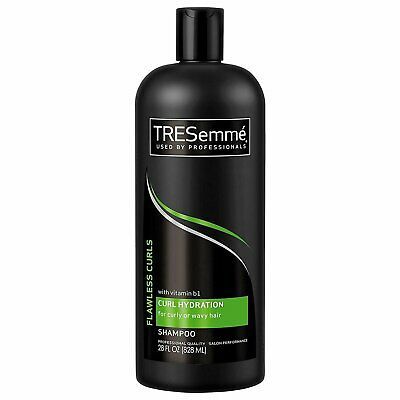 TRESemmé
USED BY PROFESSIONALS
FLAWLESS CURLS
with vitamin b1
CURL HYDRATION
for curly or wavy hair
SHAMPOO
PROFESSIONAL QUALITY · SALON PERFORMANCE
28 FL OZ (828 ML)